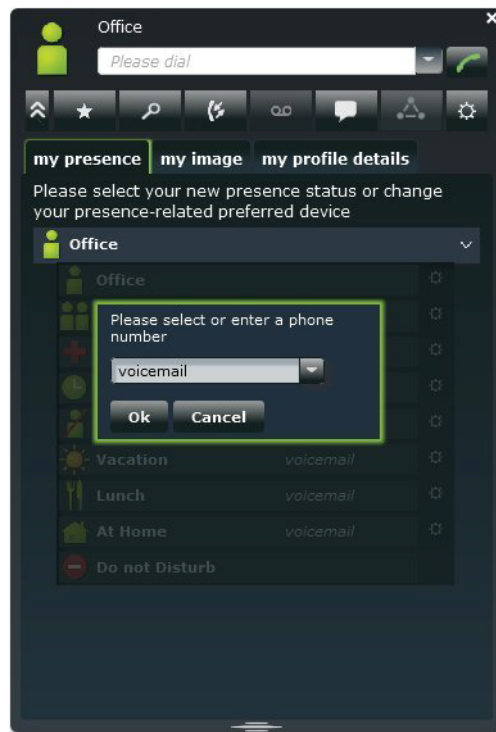 Office
Please dial
my presence my image my profile details
Please select your new presence status or change
your presence-related preferred device
Office
Office
Please select or enter a phone
number
voicemail
Ok Cancel
Vacation voicemail
Lunch voicemail
At Home voicemail
Do not Disturb